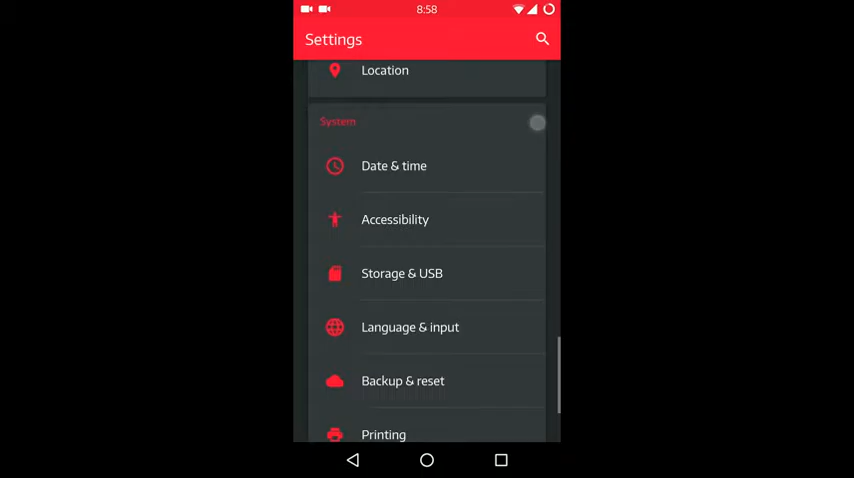 8:58
Settings
Location
System
Date & time
Accessibility
Storage & USB
Language & input
Backup & reset
Printing